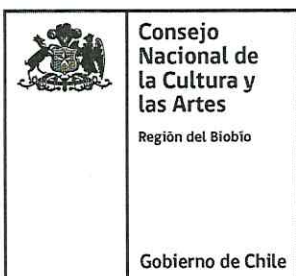 Consejo
Nacional de
la Cultura y
las Artes
Región del Biobío
Gobierno de Chile